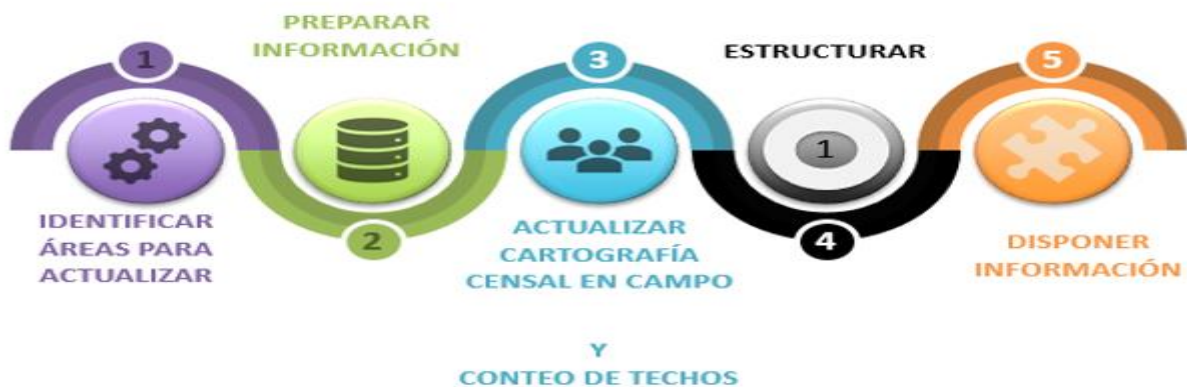 1
IDENTIFICAR
ÁREAS PARA
ACTUALIZAR
PREPARAR
INFORMACIÓN
2
3
ACTUALIZAR
CARTOGRAFÍA
CENSAL EN CAMPO
Y
CONTEO DE TECHOS
ESTRUCTURAR
1
4
5
DISPONER
INFORMACIÓN